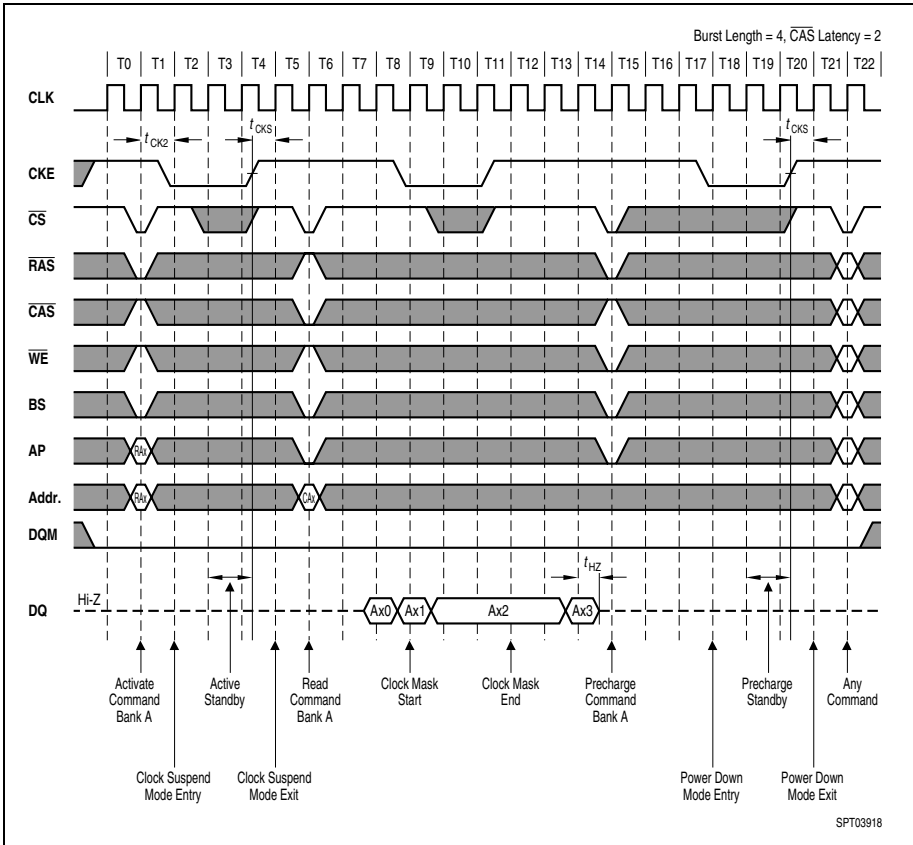 Burst Length = 4, CAS Latency = 2
T0 T1 T2 T3 T4 T5 T6 T7 T8 T9 T10 T11 T12 T13 T14 T15 T16 T17 T18 T19 T20 T21 T22
CLK
tCK2 tCKS tCKS
CKE
CS
RAS
CAS
WE
BS
AP RAx
Addr. RAx CAx
DQM
tHZ
DQ Hi-Z Ax0 Ax1 Ax2 Ax3
Activate Command Bank A
Active Standby
Read Command Bank A
Clock Mask Start
Clock Mask End
Precharge Command Bank A
Precharge Standby
Any Command
Clock Suspend Mode Entry
Clock Suspend Mode Exit
Power Down Mode Entry
Power Down Mode Exit
SPT03918